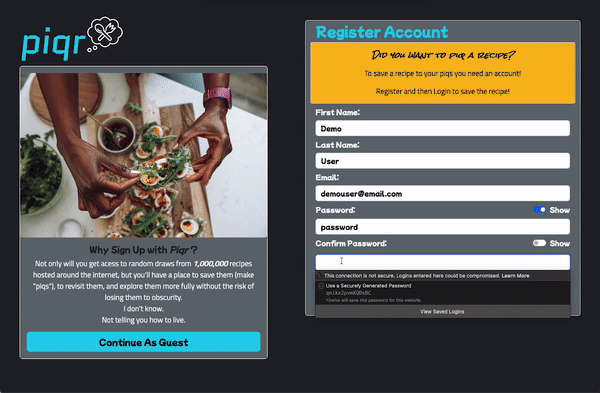 piqr
Why Sign Up with Piqr?
Not only will you get acess to random draws from 1,000,000 recipes
hosted around the internet, but you'll have a place to save them (make
"piqs"), to revisit them, and explore them more fully without the risk of
losing them to obscurity.
I don't know.
Not telling you how to live.
Continue As Guest
Register Account
Did you want to piq a recipe?
To save a recipe to your piqs you need an account!
Register and then Login to save the recipe!
First Name:
Demo
Last Name:
User
Email:
demouser@email.com
Password:
Show
password
Confirm Password:
Show
This connection is not secure. Logins entered here could be compromised. Learn More
Use a Securely Generated Password
Firefox will save this password for this website.
View Saved Logins